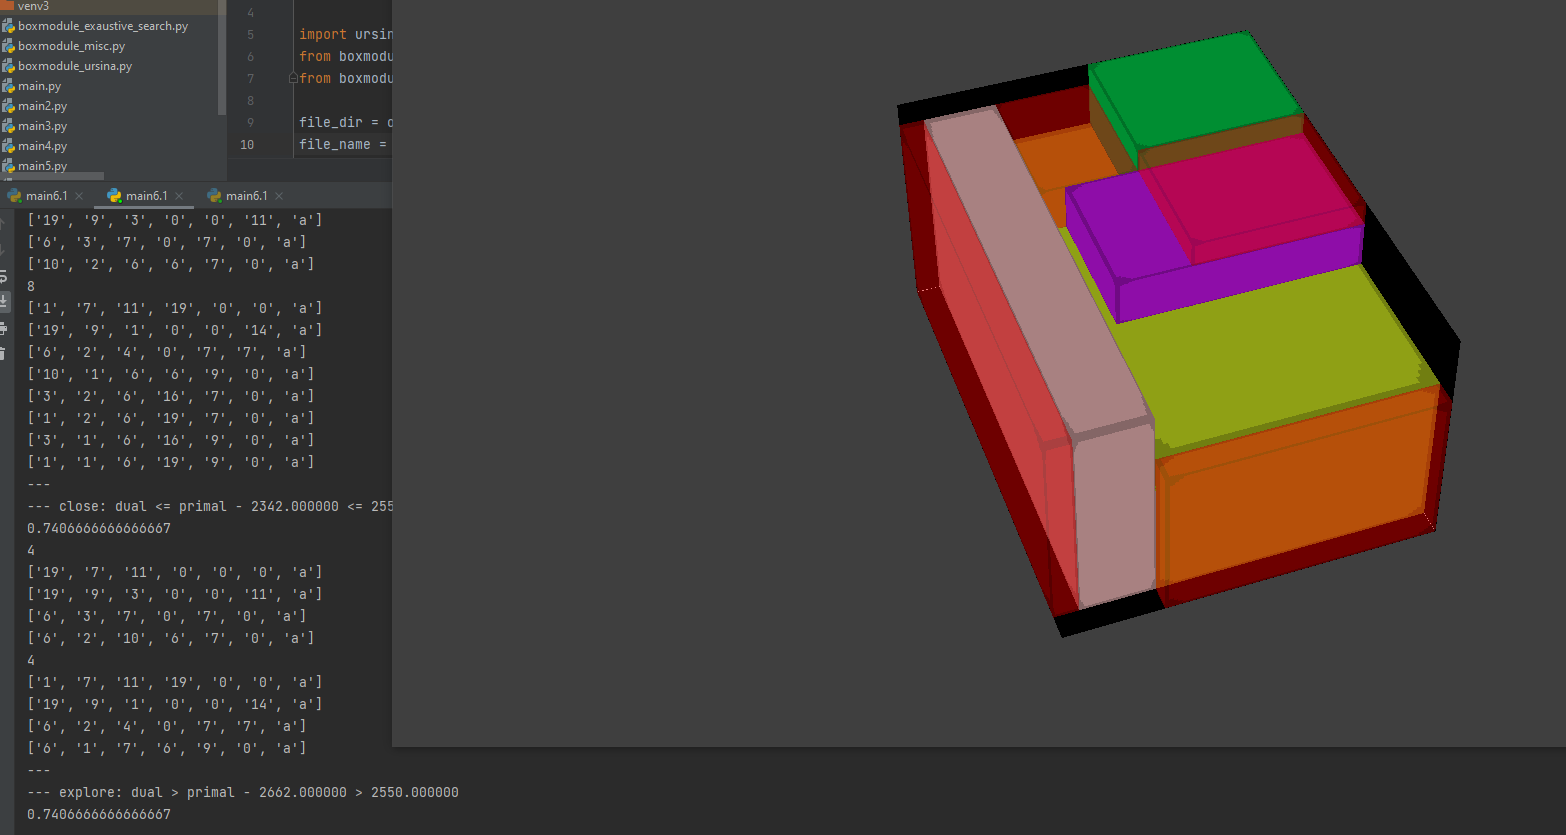 venv3
boxmodule_exaustive_search.py
boxmodule_misc.py
boxmodule_ursina.py
main.py
main2.py
main3.py
main4.py
main5.py
4
5 import ursin
6 from boxmodu
7 from boxmodu
8
9 file_dir = o
10 file_name =
main6.1 main6.1 main6.1
['19', '9', '3', '0', '0', '11', 'a']
['6', '3', '7', '0', '7', '0', 'a']
['10', '2', '6', '6', '7', '0', 'a']
8
['1', '7', '11', '19', '0', '0', 'a']
['19', '9', '1', '0', '0', '14', 'a']
['6', '2', '4', '0', '7', '7', 'a']
['10', '1', '6', '6', '9', '0', 'a']
['3', '2', '6', '16', '7', '0', 'a']
['1', '2', '6', '19', '7', '0', 'a']
['3', '1', '6', '16', '9', '0', 'a']
['1', '1', '6', '19', '9', '0', 'a']
---
--- close: dual <= primal - 2342.000000 <= 255
0.7406666666666667
4
['19', '7', '11', '0', '0', '0', 'a']
['19', '9', '3', '0', '0', '11', 'a']
['6', '3', '7', '0', '7', '0', 'a']
['6', '2', '10', '6', '7', '0', 'a']
4
['1', '7', '11', '19', '0', '0', 'a']
['19', '9', '1', '0', '0', '14', 'a']
['6', '2', '4', '0', '7', '7', 'a']
['6', '1', '7', '6', '9', '0', 'a']
---
--- explore: dual > primal - 2662.000000 > 2550.000000
0.7406666666666667